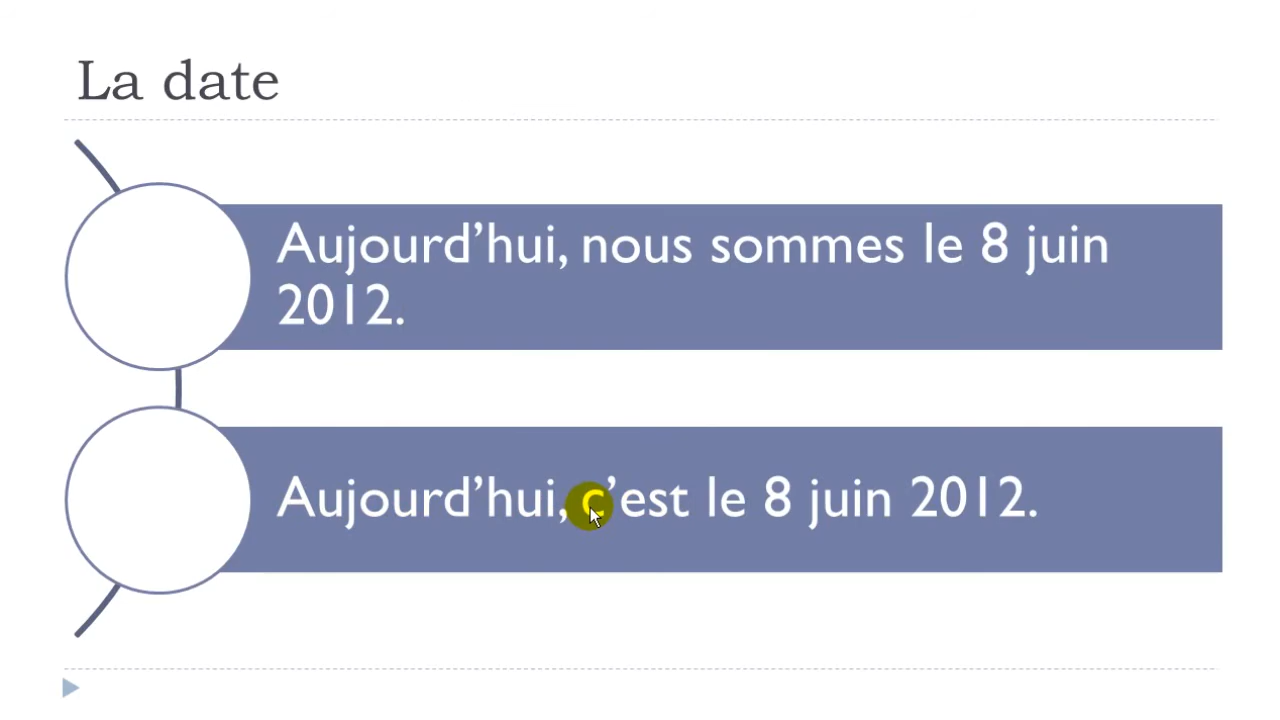 La date
Aujourd’hui, nous sommes le 8 juin
2012.
Aujourd’hui, c’est le 8 juin 2012.